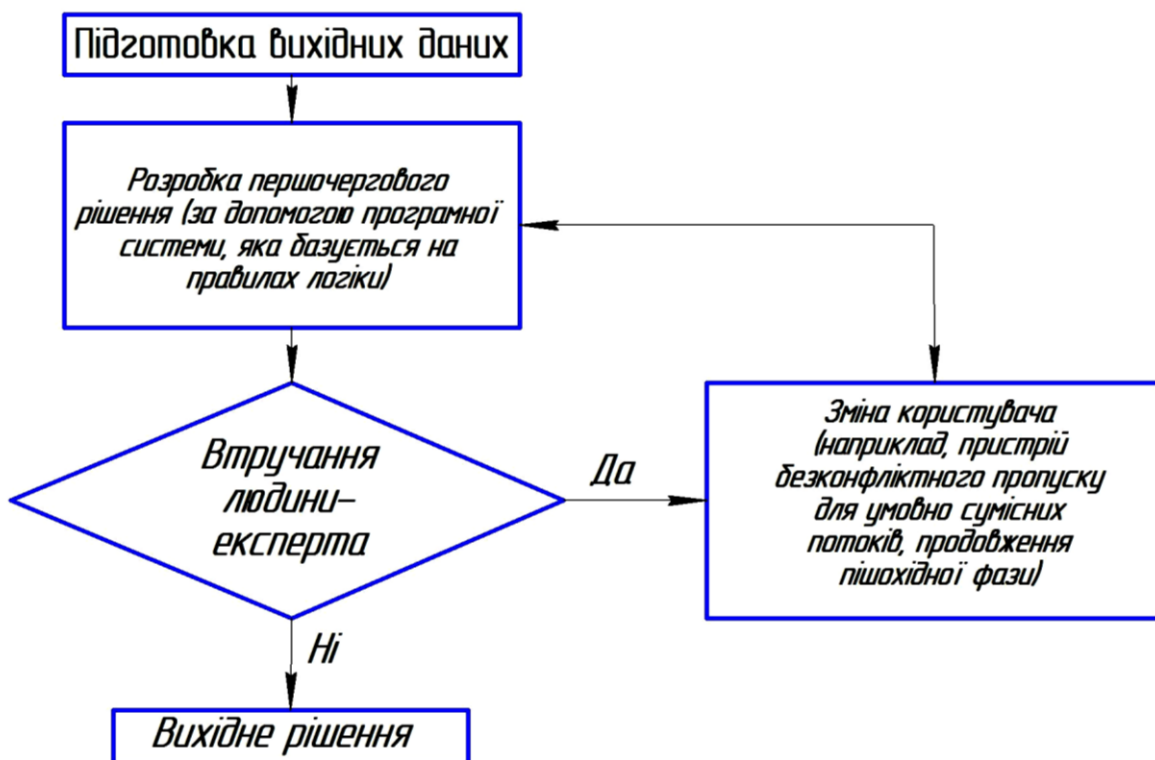 Підготовка вихідних даних
Розробка першочергового
рішення (за допомогою програмної
системи, яка базується на
правилах логіки)
Втручання
людини–
експерта
Да
Зміна користувача
(наприклад, пристрій
безконфліктного пропуску
для умовно сумісних
потоків, продовження
пішохідної фази)
Ні
Вихідне рішення